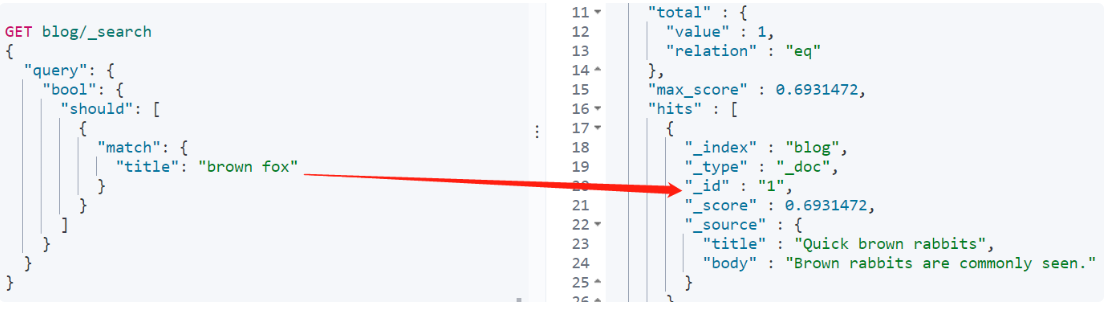 GET blog/_search
{
  "query": {
    "bool": {
      "should": [
        {
          "match": {
            "title": "brown fox"
          }
        }
      ]
    }
  }
}
11 "total" : {
12 "value" : 1,
13 "relation" : "eq"
14 },
15 "max_score" : 0.6931472,
16 "hits" : [
17 {
18 "_index" : "blog",
19 "_type" : "_doc",
20 "_id" : "1",
21 "_score" : 0.6931472,
22 "_source" : {
23 "title" : "Quick brown rabbits",
24 "body" : "Brown rabbits are commonly seen."
25 }
26 }